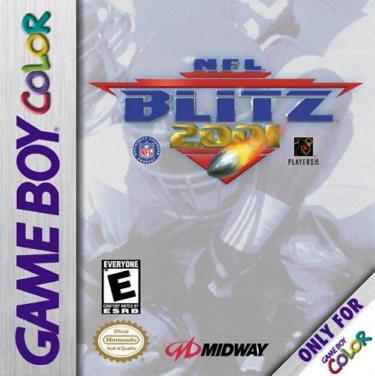 GAME BOY COLOR
NFL
BLITZ
2001
NFL
PLAYERS INC
EVERYONE
E
CONTENT RATED BY
ESRB
Official
Nintendo
Seal of Quality
MIDWAY
ONLY FOR
GAME BOY
COLOR